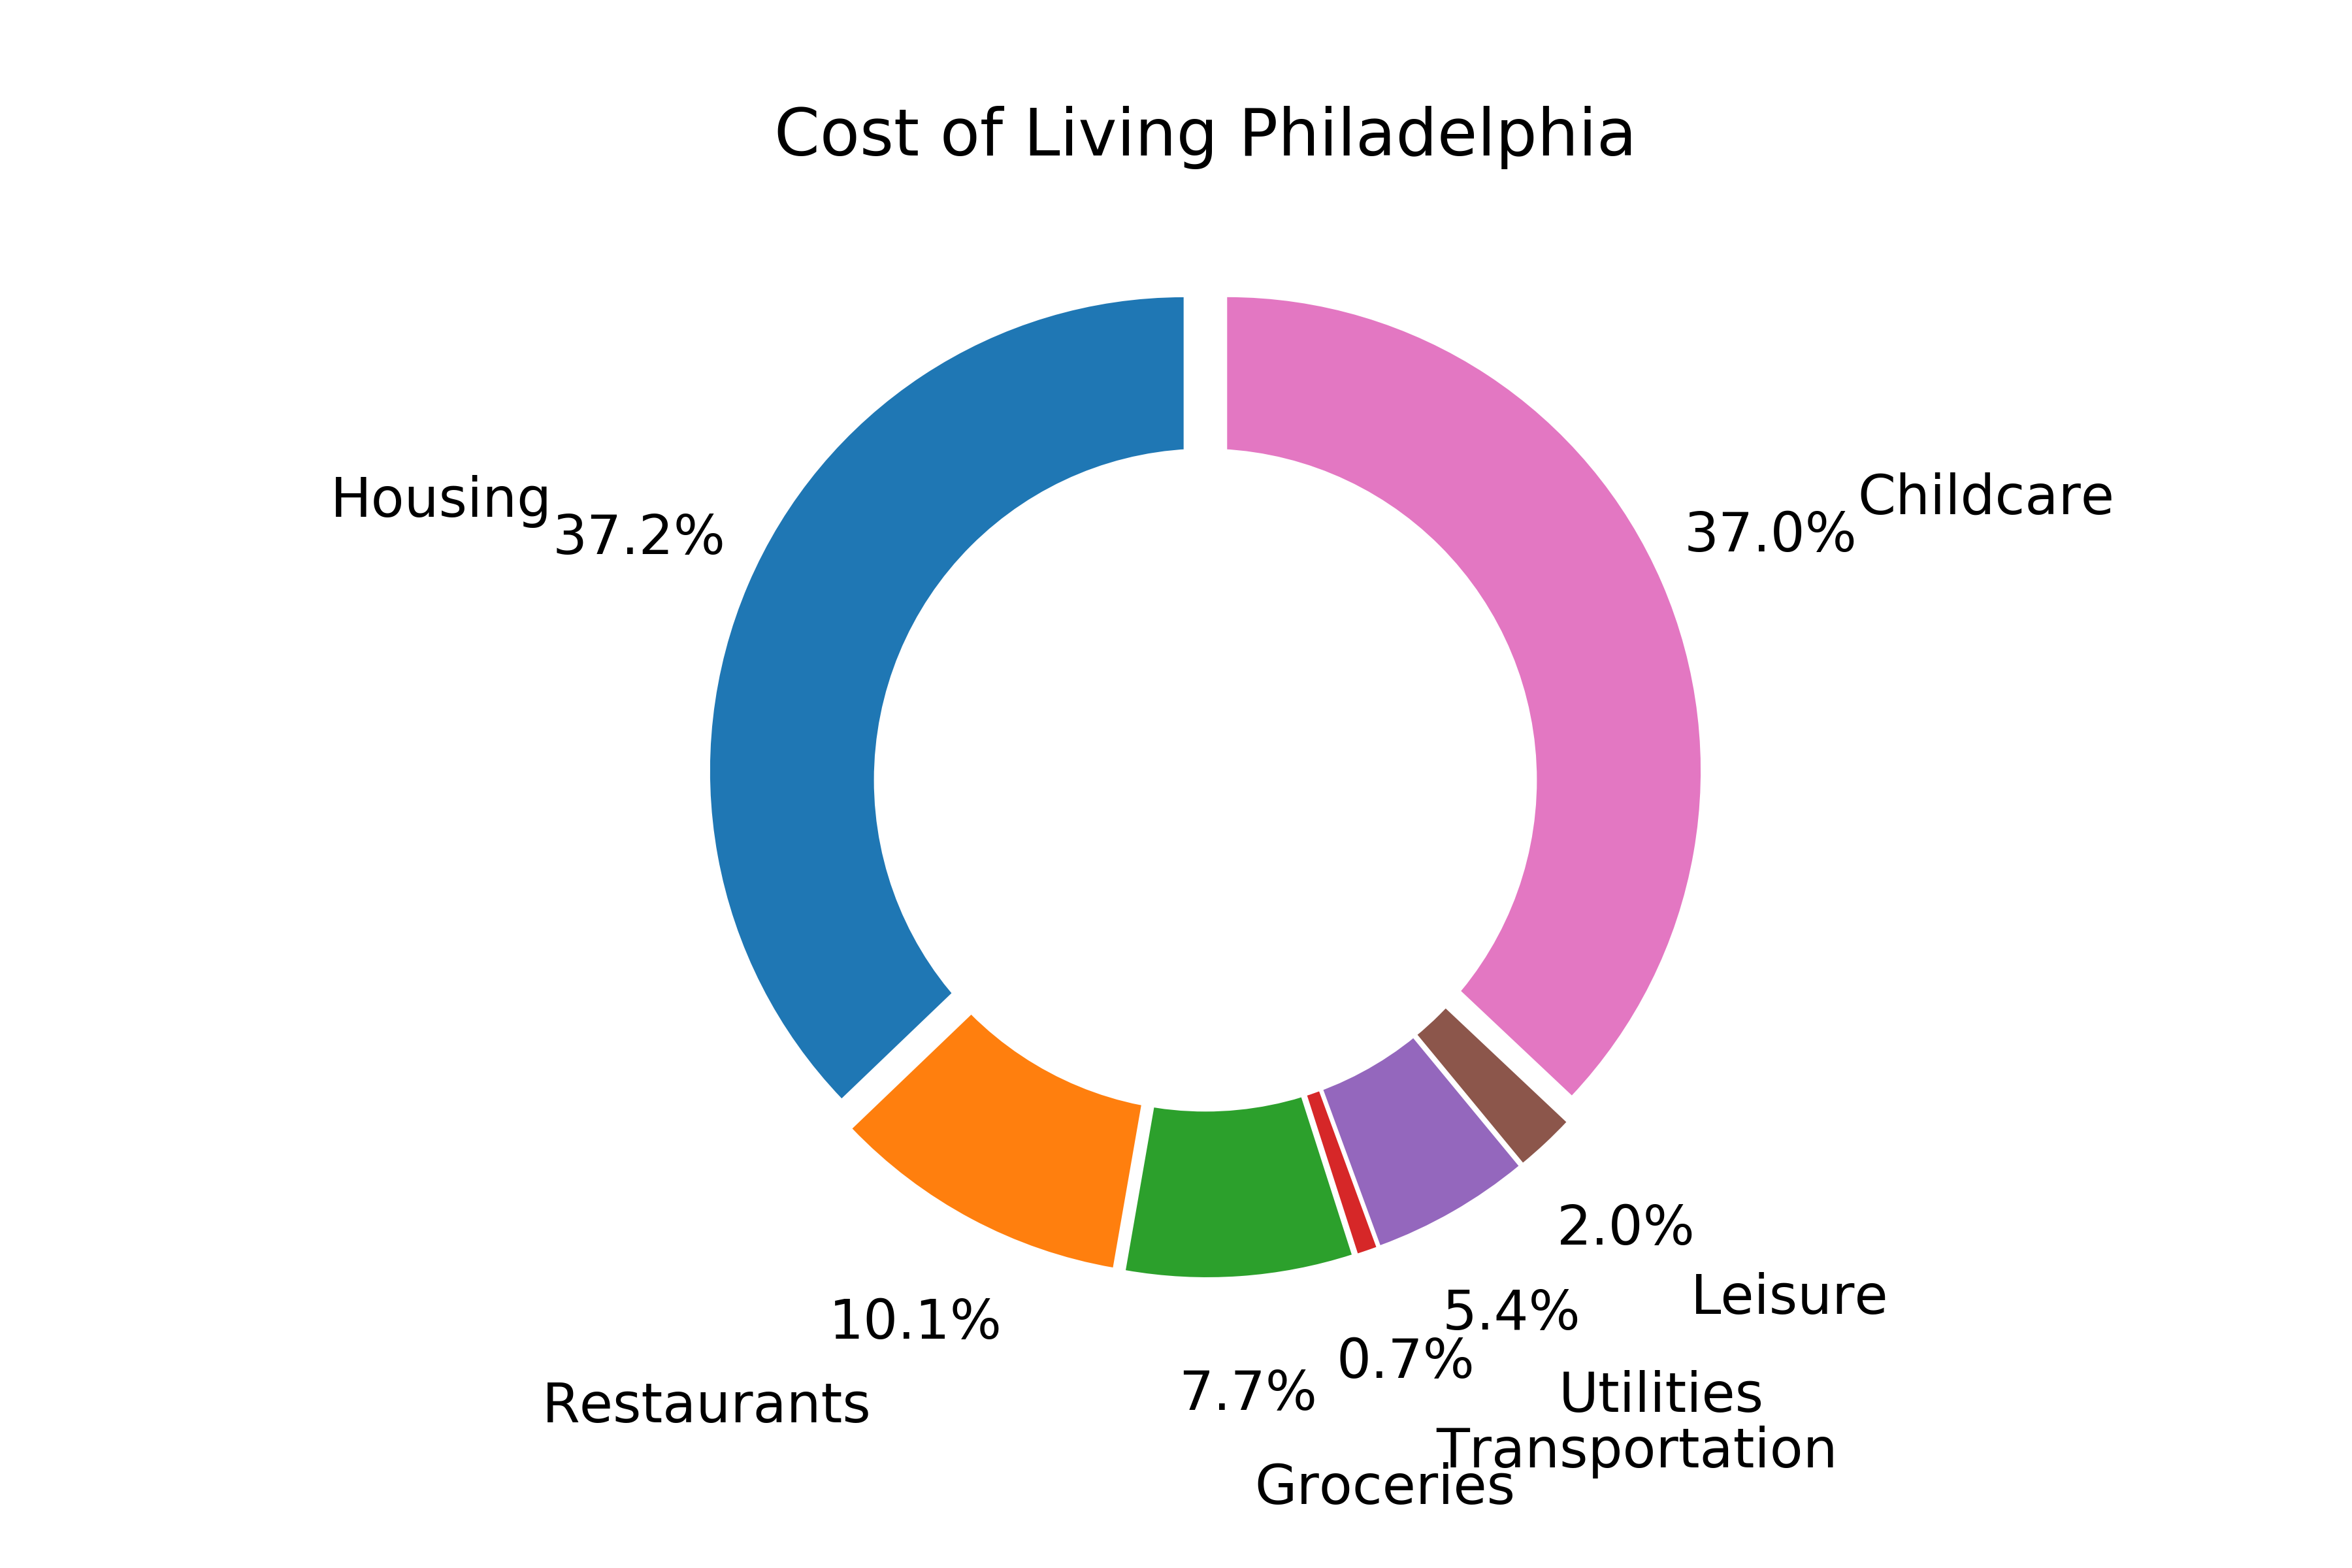 Cost of Living Philadelphia
Housing
37.2%
37.0%
Childcare
10.1%
Restaurants
7.7%
Groceries
0.7%
Transportation
5.4%
Utilities
2.0%
Leisure